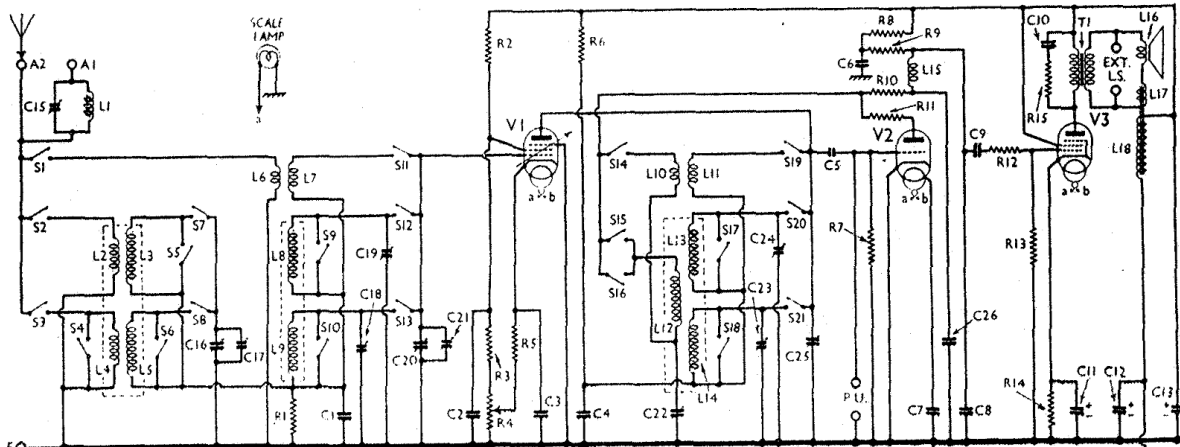 SCALE
LAMP
a
A2
A1
C15
L1
S1
S2
S3
S4
L2
L3
S5
S7
L4
L5
S6
S8
C16
C17
L6
L7
S11
L8
S9
C19
S12
L9
S10
C18
S13
C20
C21
R1
C1
R2
R6
V1
a
b
R5
R3
R4
C2
C3
C4
S14
L10
L11
S19
S15
S16
L13
S17
C24
S20
L12
S18
C23
S21
L14
C22
C25
R8
R9
C6
L15
R10
R11
V2
a
b
C5
R7
P.U.
C7
C26
C8
C9
R12
R13
C10
T1
L16
EXT.
L.S.
R15
V3
L17
L18
a
b
R14
C11
C12
C13
+
-
+
-
+
-